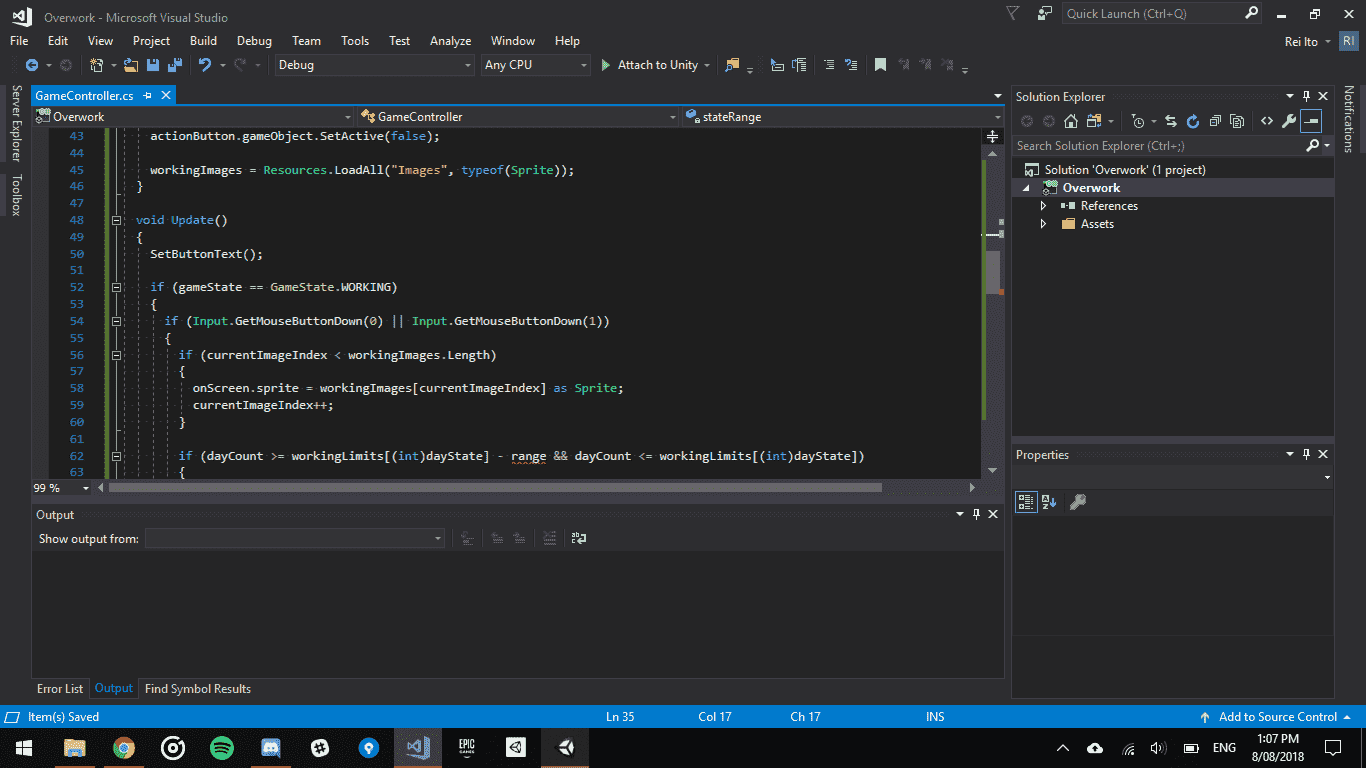 Overwork - Microsoft Visual Studio
Quick Launch (Ctrl+Q)
File Edit View Project Build Debug Team Tools Test Analyze Window Help
Rei Ito RI
Debug Any CPU Attach to Unity
Server Explorer
Toolbox
GameController.cs
Overwork GameController stateRange
43 actionButton.gameObject.SetActive(false);
44
45 workingImages = Resources.LoadAll("Images", typeof(Sprite));
46 }
47
48 void Update()
49 {
50 SetButtonText();
51
52 if (gameState == GameState.WORKING)
53 {
54 if (Input.GetMouseButtonDown(0) || Input.GetMouseButtonDown(1))
55 {
56 if (currentImageIndex < workingImages.Length)
57 {
58 onScreen.sprite = workingImages[currentImageIndex] as Sprite;
59 currentImageIndex++;
60 }
61
62 if (dayCount >= workingLimits[(int)dayState] - range && dayCount <= workingLimits[(int)dayState])
63 {
99 %
Output
Show output from:
Error List Output Find Symbol Results
Solution Explorer
Search Solution Explorer (Ctrl+;)
Solution 'Overwork' (1 project)
Overwork
References
Assets
Properties
Notifications
Item(s) Saved Ln 35 Col 17 Ch 17 INS Add to Source Control
EPIC
GAMES
ENG
1:07 PM
8/08/2018